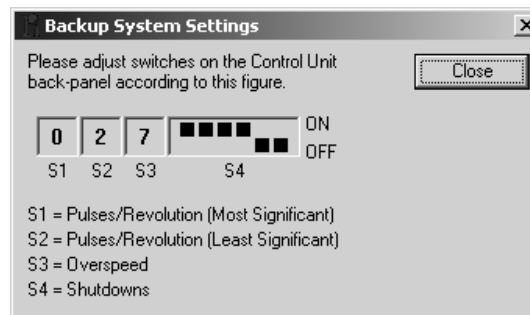 Backup System Settings
Please adjust switches on the Control Unit
back-panel according to this figure.
Close
0 2 7 ON
OFF
S1 S2 S3 S4
S1 = Pulses/Revolution (Most Significant)
S2 = Pulses/Revolution (Least Significant)
S3 = Overspeed
S4 = Shutdowns